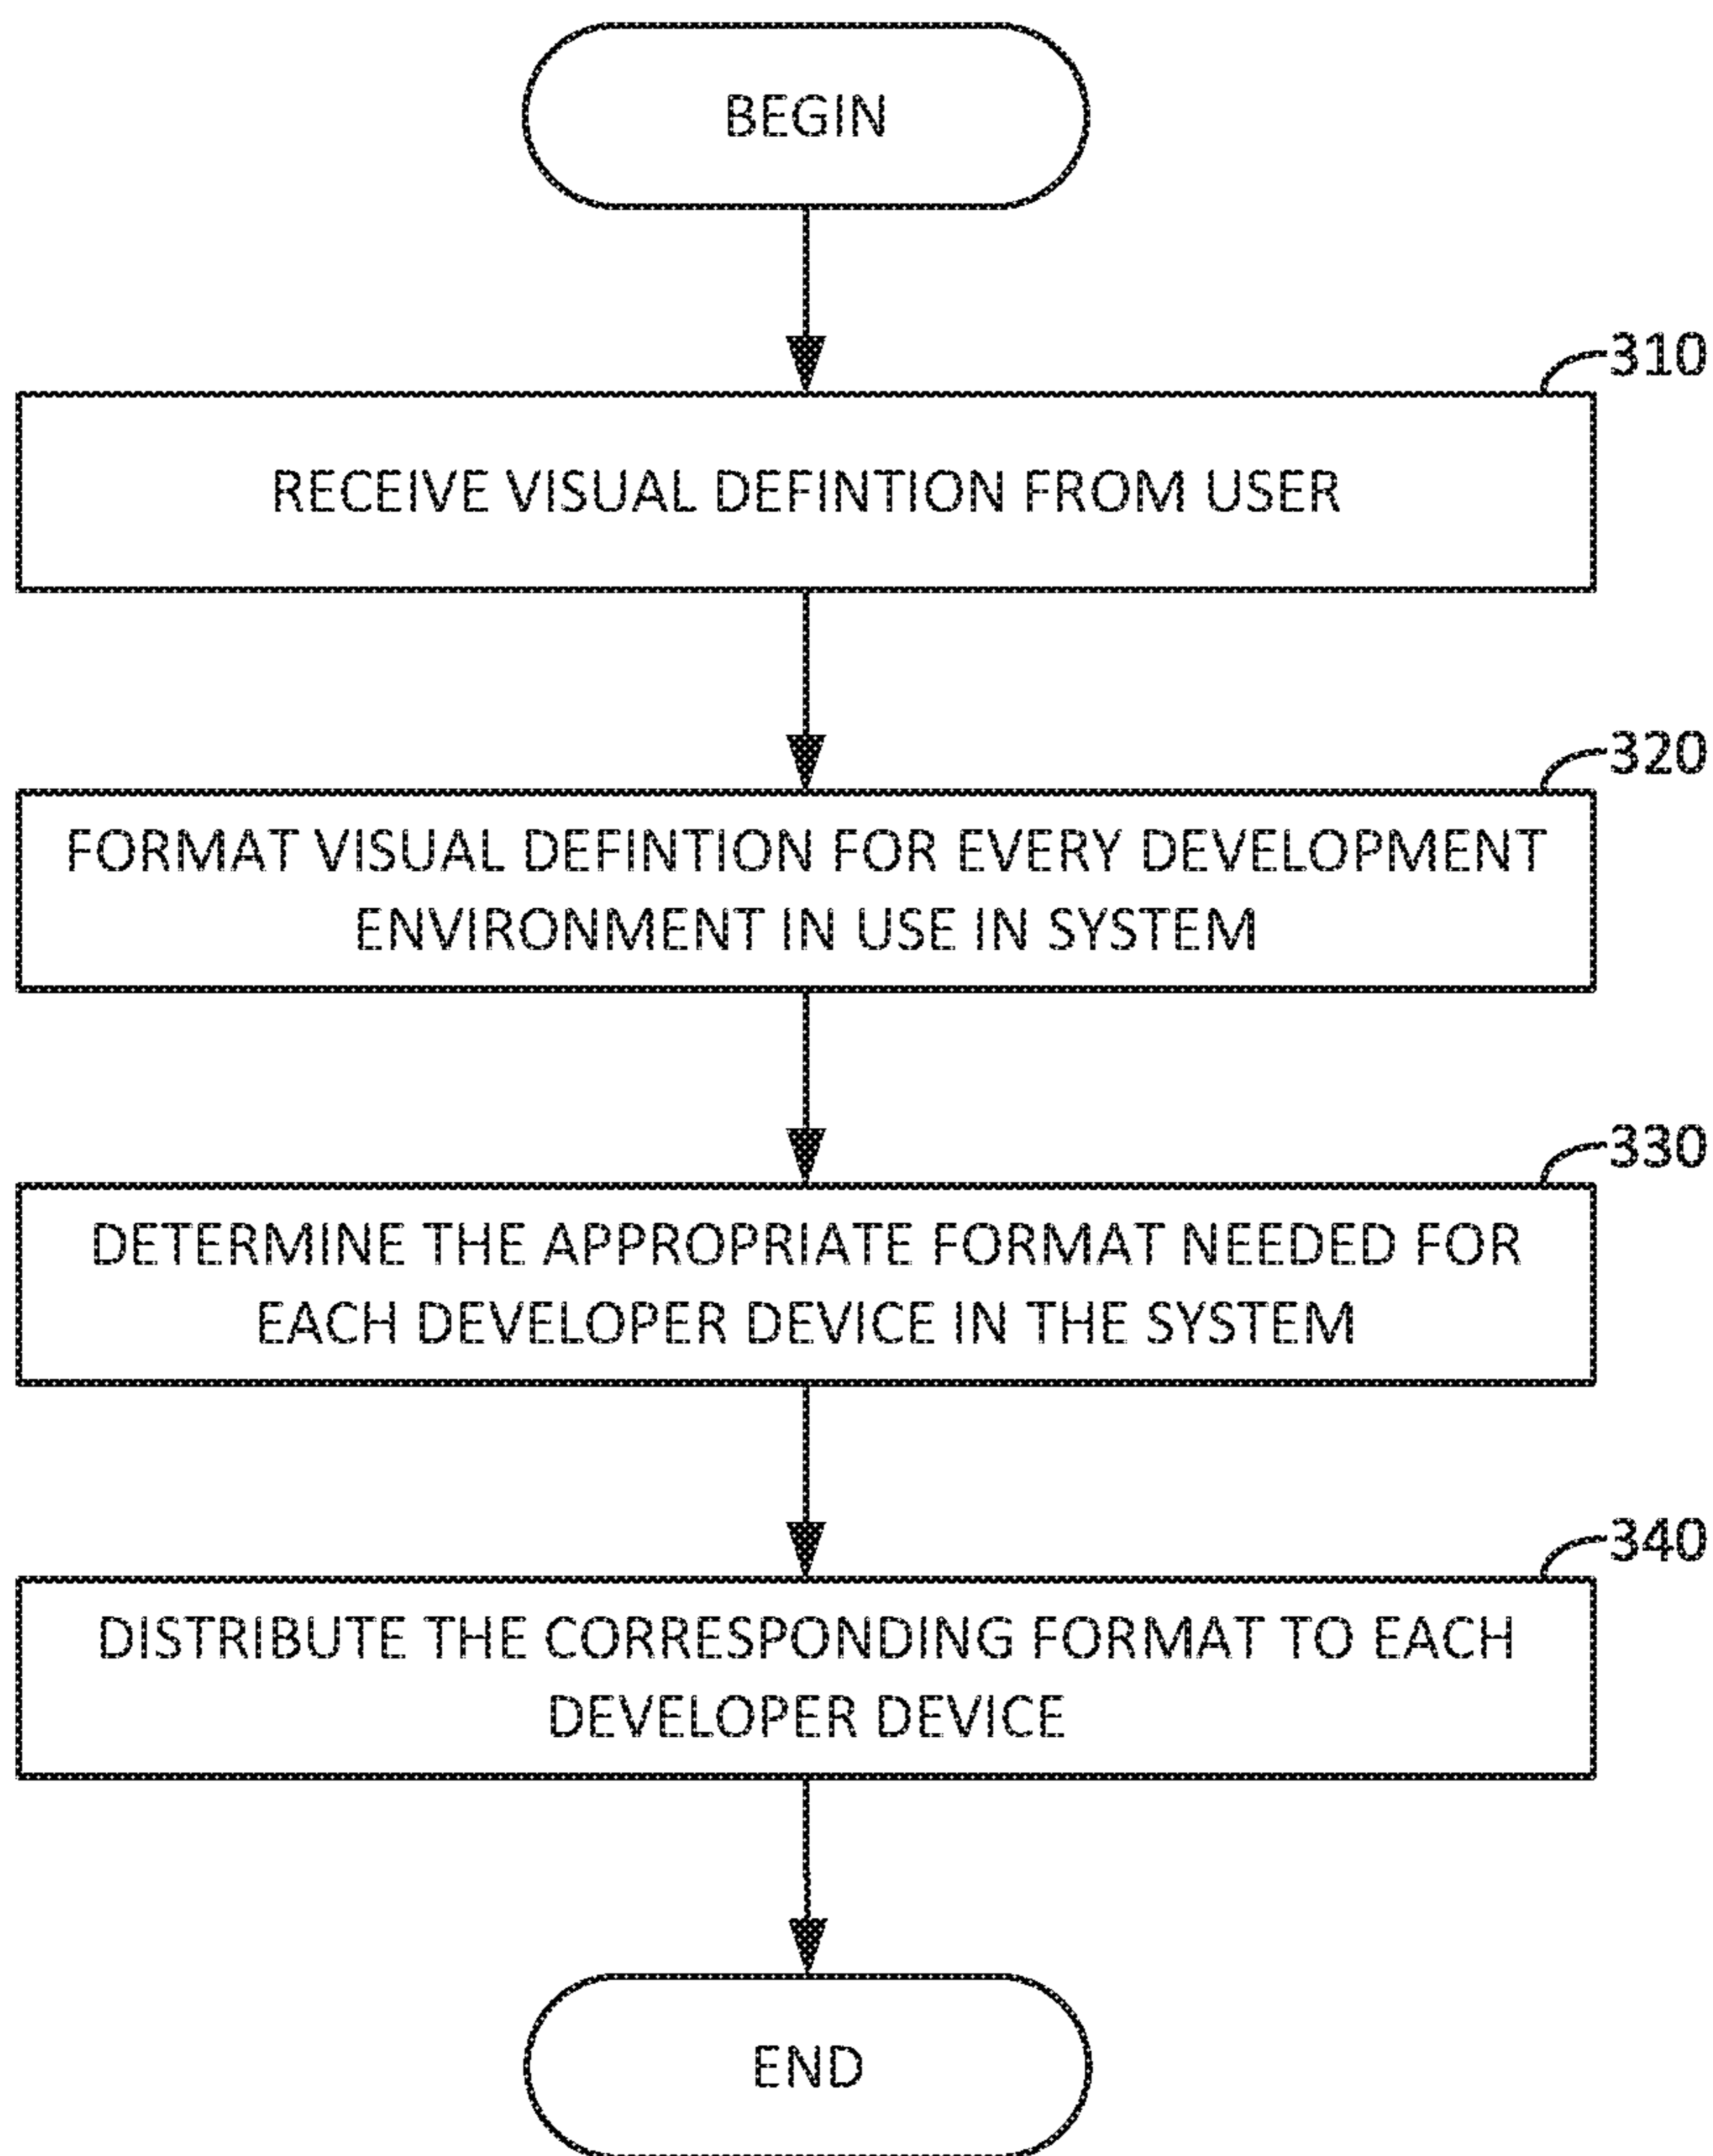 BEGIN
310
RECEIVE VISUAL DEFINTION FROM USER
320
FORMAT VISUAL DEFINTION FOR EVERY DEVELOPMENT
ENVIRONMENT IN USE IN SYSTEM
330
DETERMINE THE APPROPRIATE FORMAT NEEDED FOR
EACH DEVELOPER DEVICE IN THE SYSTEM
340
DISTRIBUTE THE CORRESPONDING FORMAT TO EACH
DEVELOPER DEVICE
END